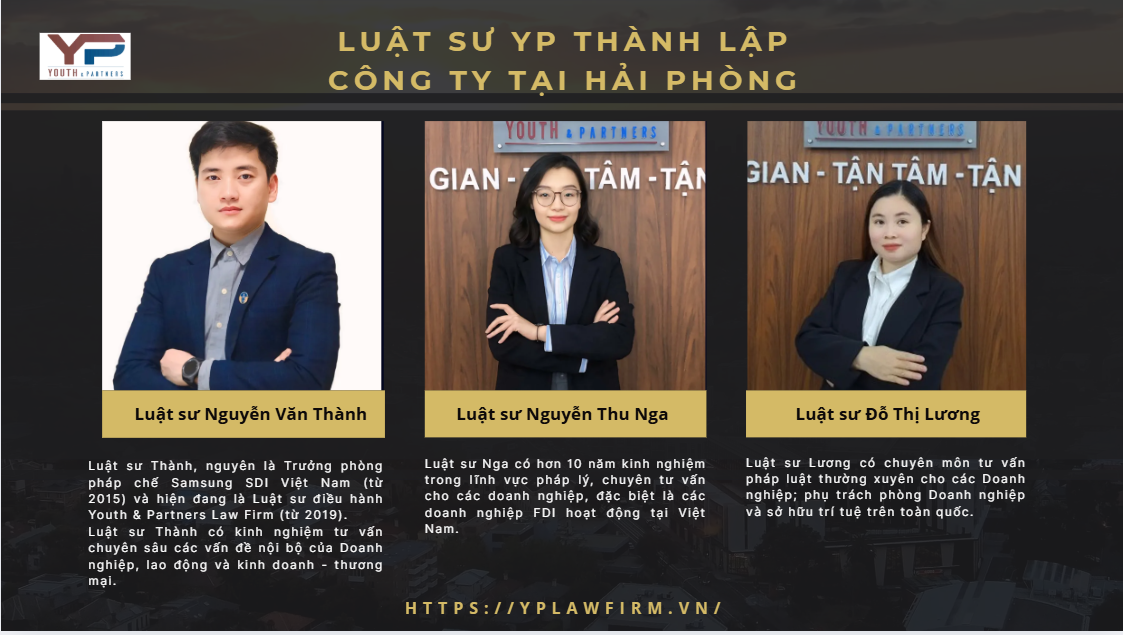 YP
YOUTH & PARTNERS
LUẬT SƯ YP THÀNH LẬP
CÔNG TY TẠI HẢI PHÒNG
YOUTH & PARTNERS
GIAN - TÂM - TẬN
YOUTH & PARTNERS
GIAN - TẬN TÂM - TẬN
Luật sư Nguyễn Văn Thành
Luật sư Nguyễn Thu Nga
Luật sư Đỗ Thị Lương
Luật sư Thành, nguyên là Trưởng phòng
pháp chế Samsung SDI Việt Nam (từ
2015) và hiện đang là Luật sư điều hành
Youth & Partners Law Firm (từ 2019).
Luật sư Thành có kinh nghiệm tư vấn
chuyên sâu các vấn đề nội bộ của Doanh
nghiệp, lao động và kinh doanh - thương
mại.
Luật sư Nga có hơn 10 năm kinh nghiệm
trong lĩnh vực pháp lý, chuyên tư vấn
cho các doanh nghiệp, đặc biệt là các
doanh nghiệp FDI hoạt động tại Việt
Nam.
Luật sư Lương có chuyên môn tư vấn
pháp luật thường xuyên cho các Doanh
nghiệp; phụ trách phòng Doanh nghiệp
và sở hữu trí tuệ trên toàn quốc.
HTTPS://YPLAWFIRM.VN/